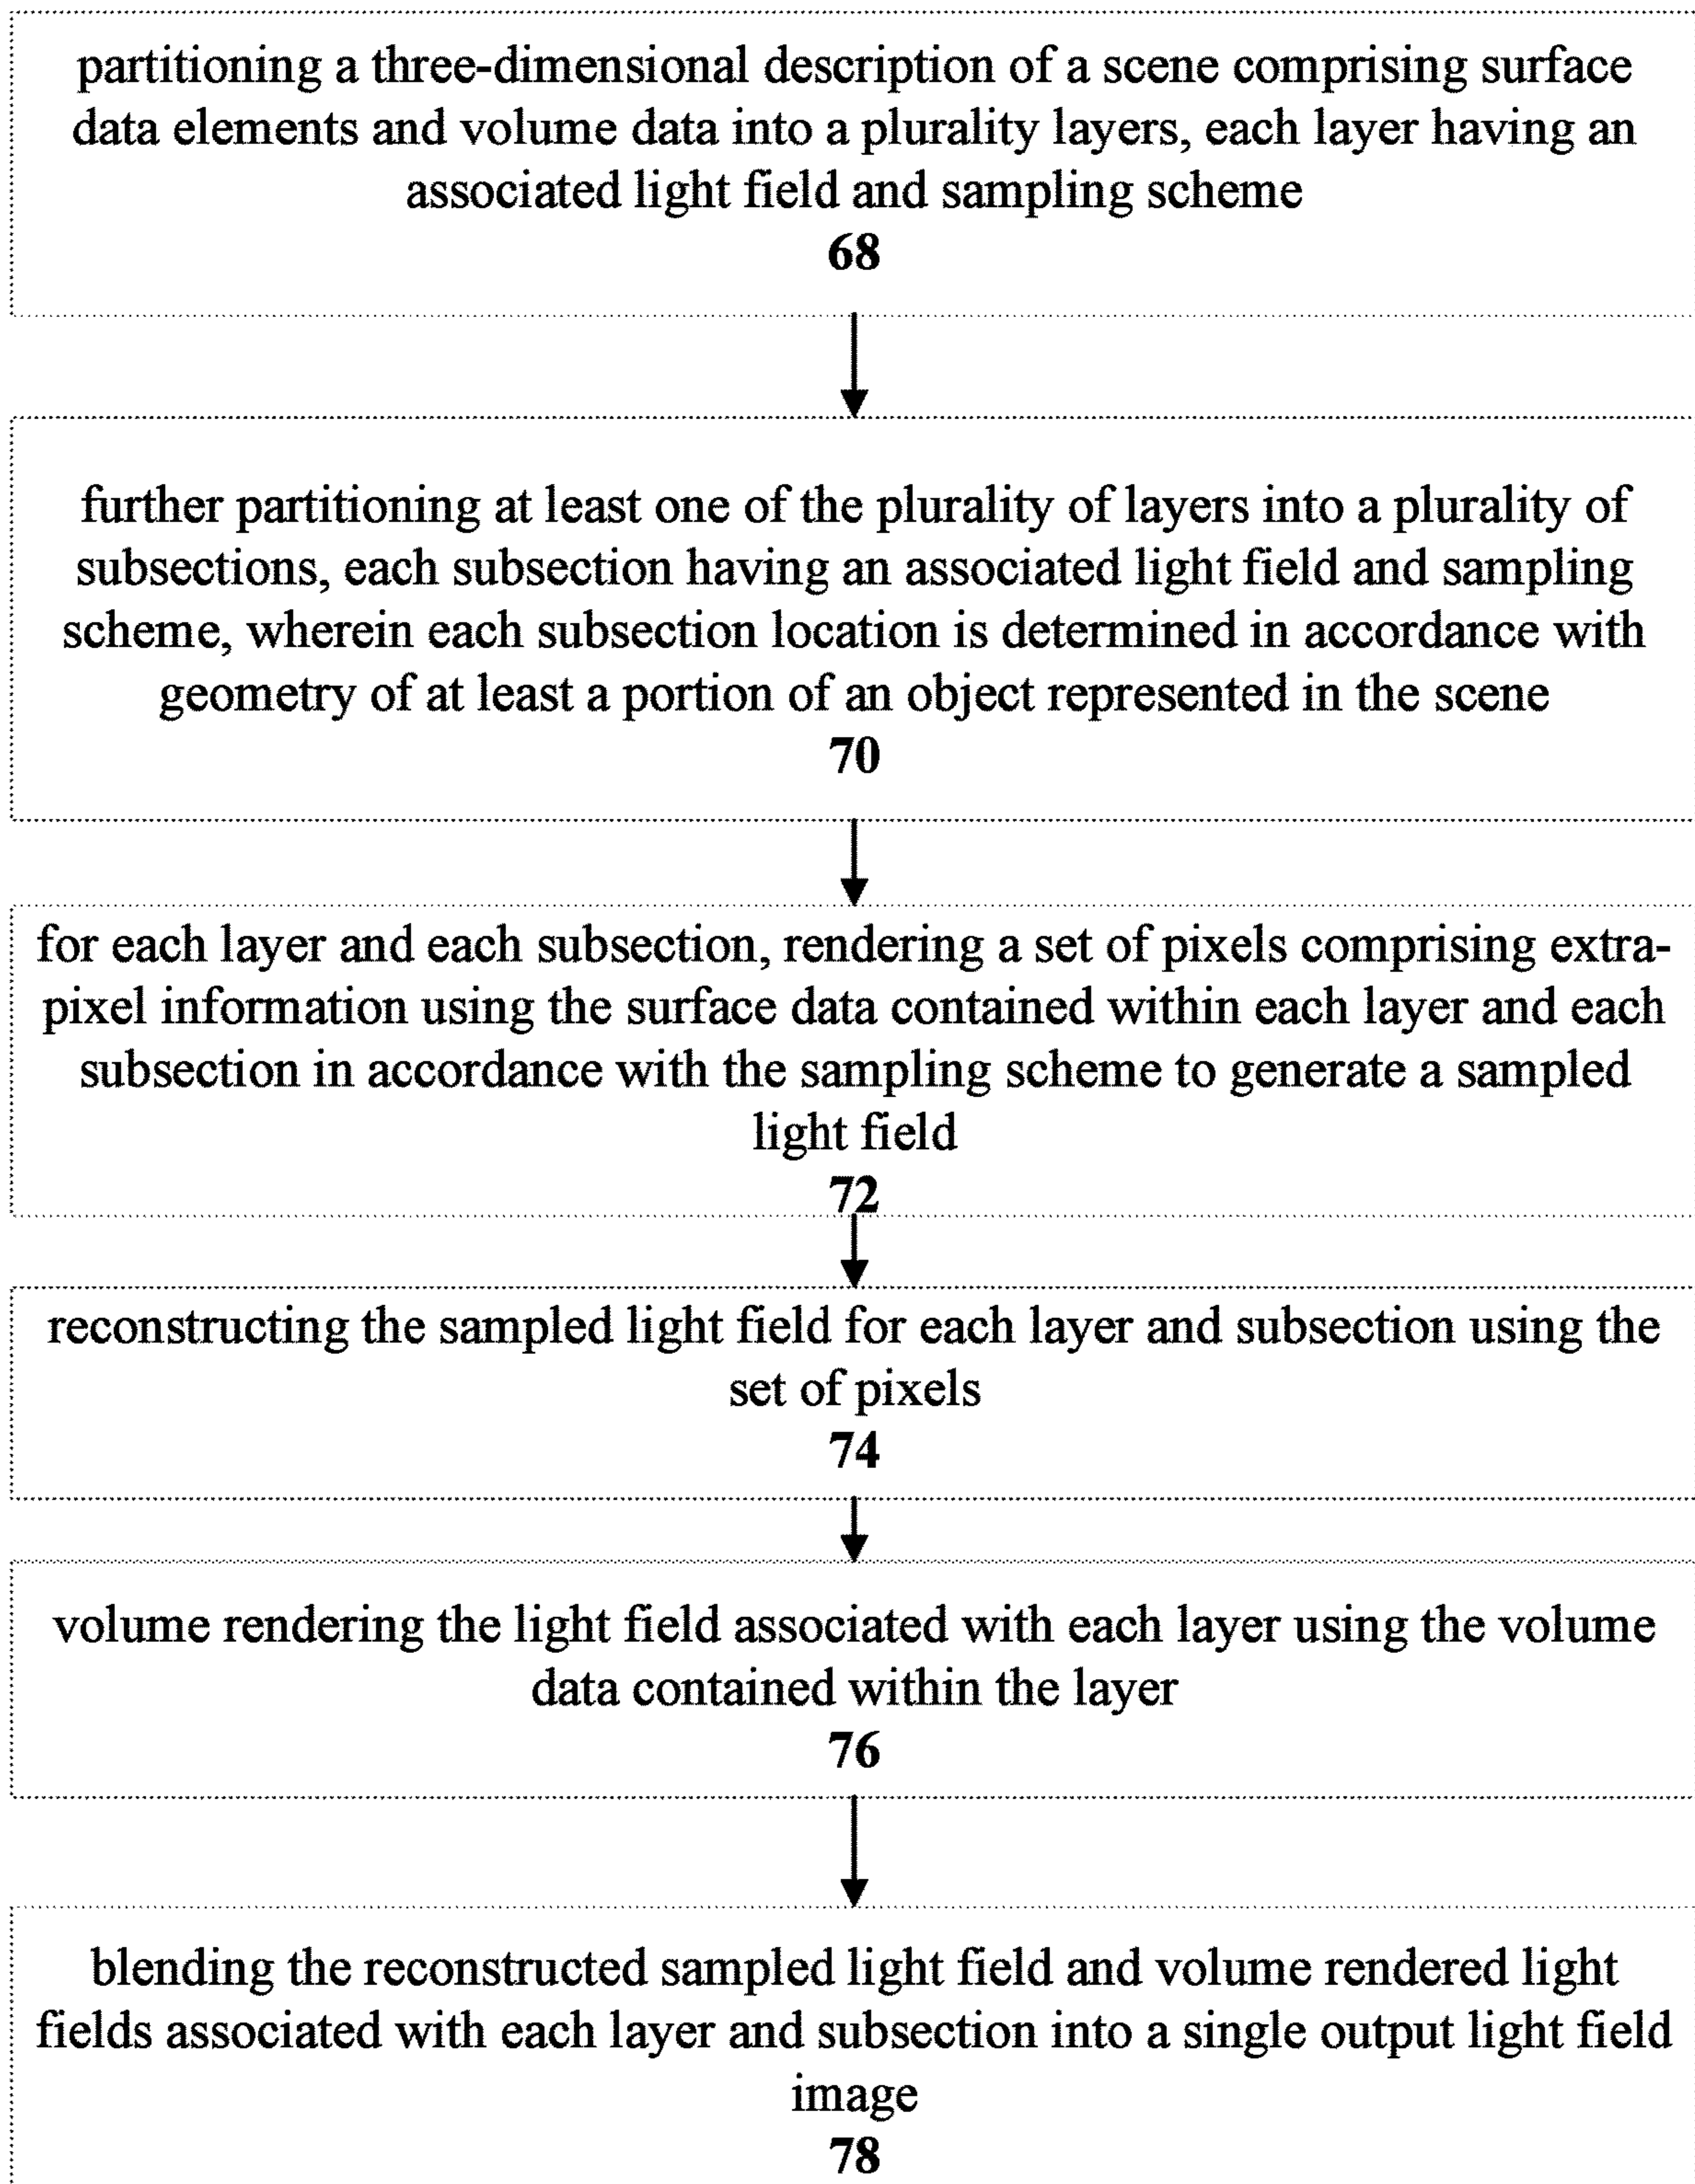 partitioning a three-dimensional description of a scene comprising surface
data elements and volume data into a plurality layers, each layer having an
associated light field and sampling scheme
68
further partitioning at least one of the plurality of layers into a plurality of
subsections, each subsection having an associated light field and sampling
scheme, wherein each subsection location is determined in accordance with
geometry of at least a portion of an object represented in the scene
70
for each layer and each subsection, rendering a set of pixels comprising extra-
pixel information using the surface data contained within each layer and each
subsection in accordance with the sampling scheme to generate a sampled
light field
72
reconstructing the sampled light field for each layer and subsection using the
set of pixels
74
volume rendering the light field associated with each layer using the volume
data contained within the layer
76
blending the reconstructed sampled light field and volume rendered light
fields associated with each layer and subsection into a single output light field
image
78